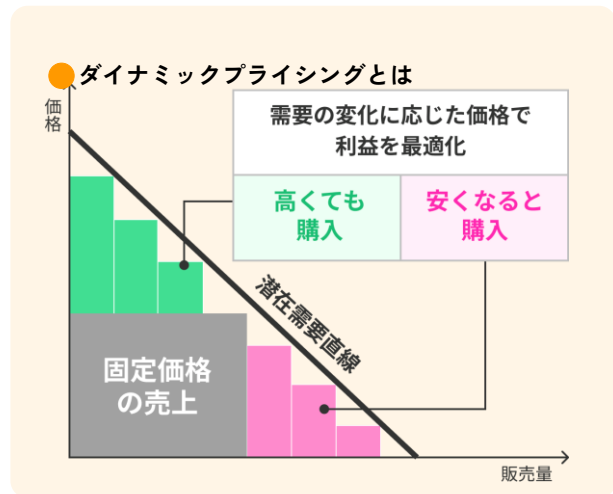 ダイナミックプライシングとは
価格
需要の変化に応じた価格で
利益を最適化
高くても
購入
安くなると
購入
潜在需要直線
固定価格
の売上
販売量